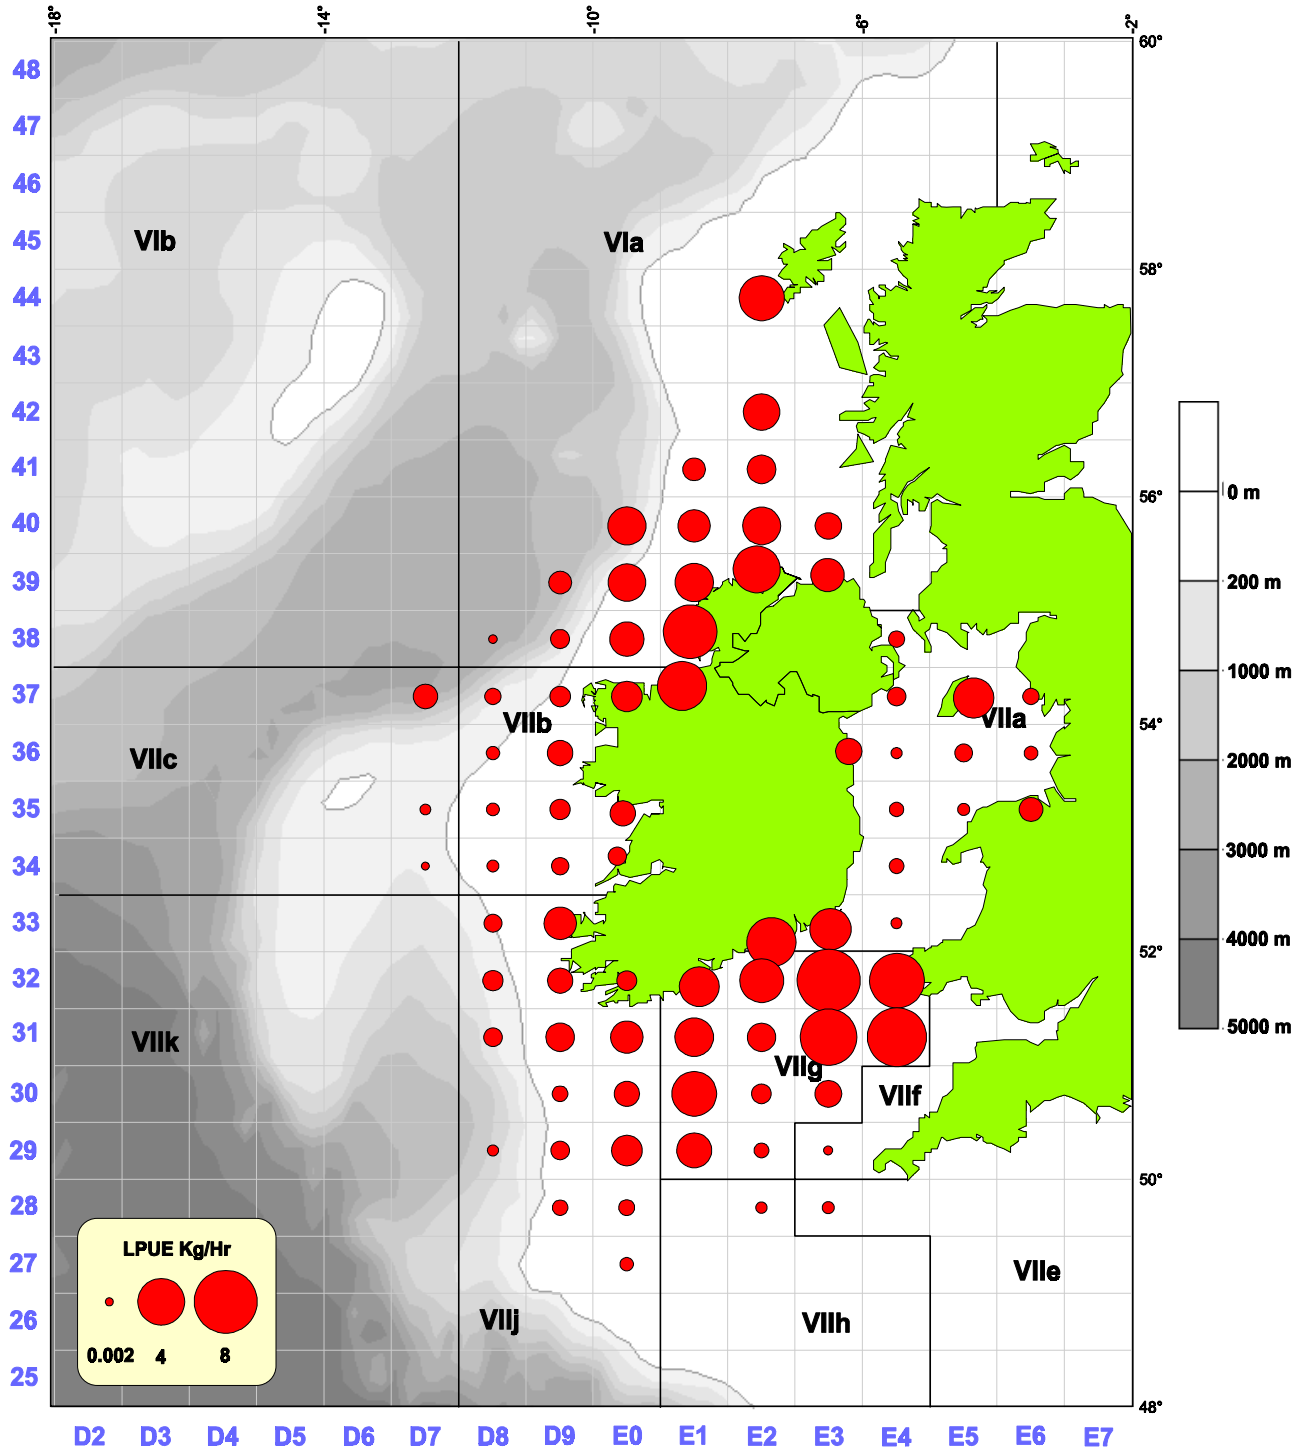 -18° -14° -10° -6° -2°
60°
48
47
46
45 VIb VIa
58°
44
43
42
41
56° 0 m
40
200 m
39
38
1000 m
37
VIIb VIIa 54°
36 VIIc 2000 m
35
3000 m
34
33
4000 m
52°
32
5000 m
31 VIIk
VIIg
30 VIIf
29
50°
28
LPUE Kg/Hr
27 VIIe
26 VIIj VIIh
0.002 4 8
25
48°
D2 D3 D4 D5 D6 D7 D8 D9 E0 E1 E2 E3 E4 E5 E6 E7